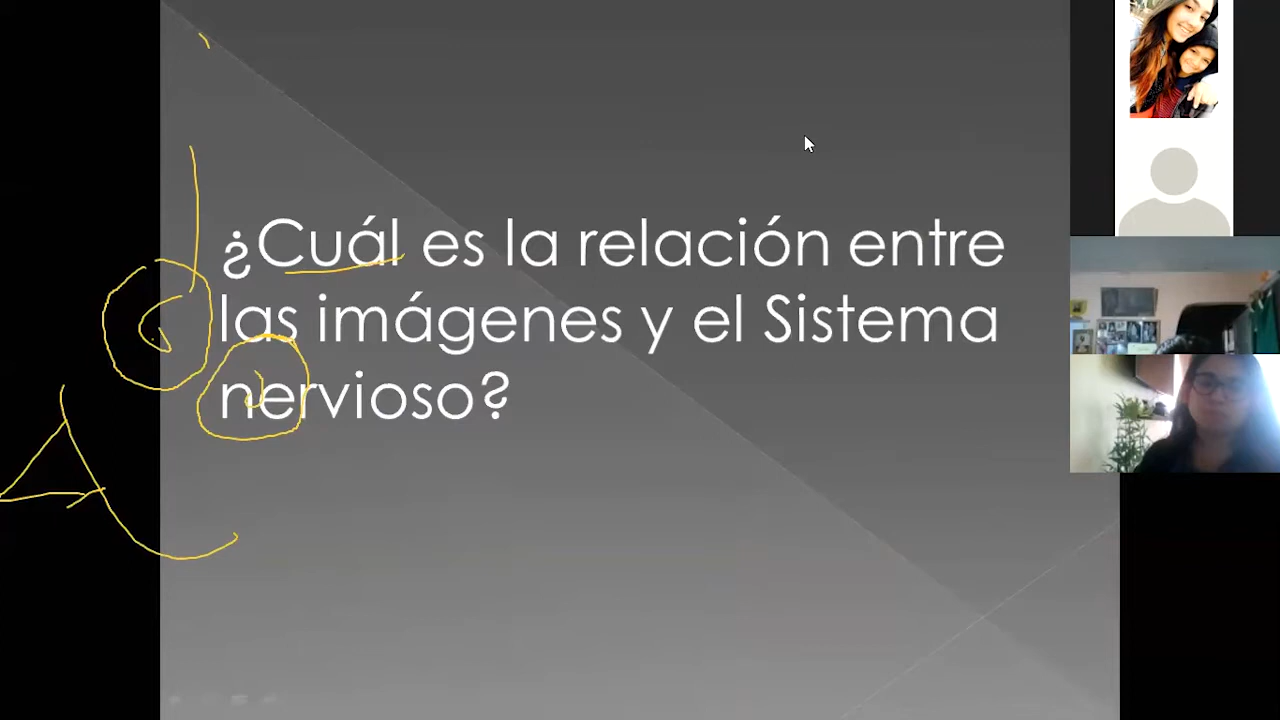 ¿Cuál es la relación entre
las imágenes y el Sistema
nervioso?